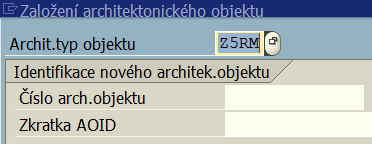 Založení architektonického objektu
Archit.typ objektu Z5RM
Identifikace nového architek.objektu
Číslo arch.objektu
Zkratka AOID